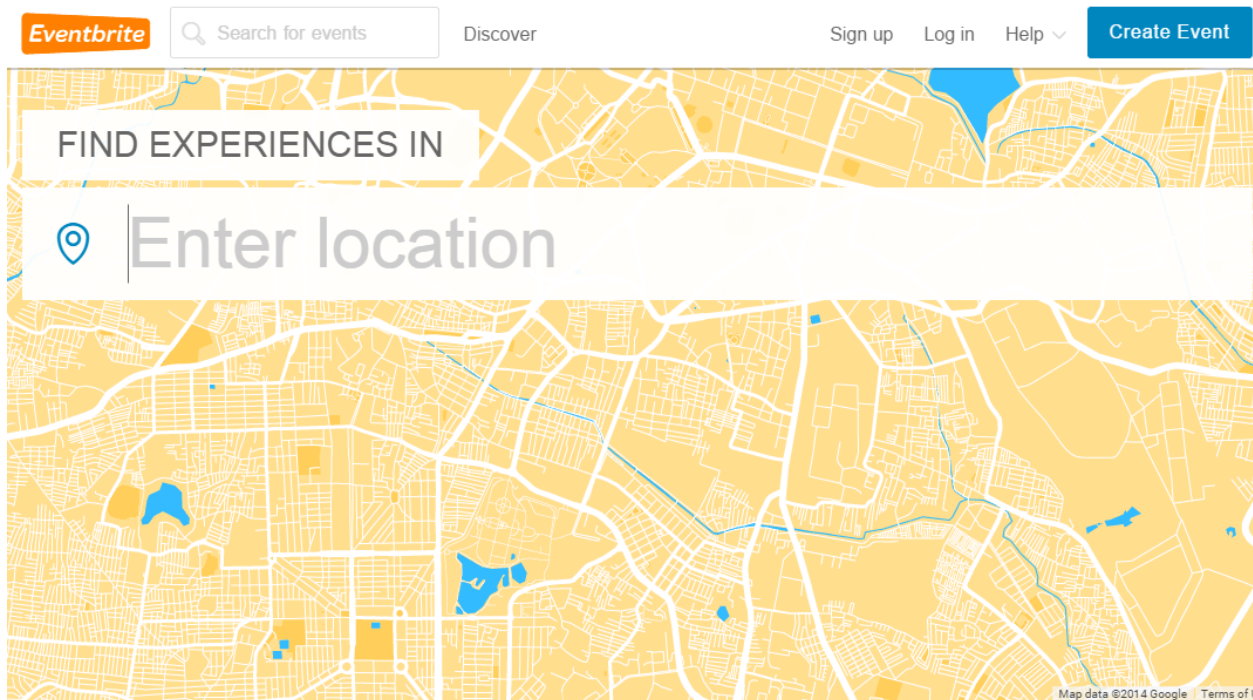 Eventbrite Search for events Discover Sign up Log in Help Create Event
FIND EXPERIENCES IN
Enter location
Map data ©2014 Google Terms of